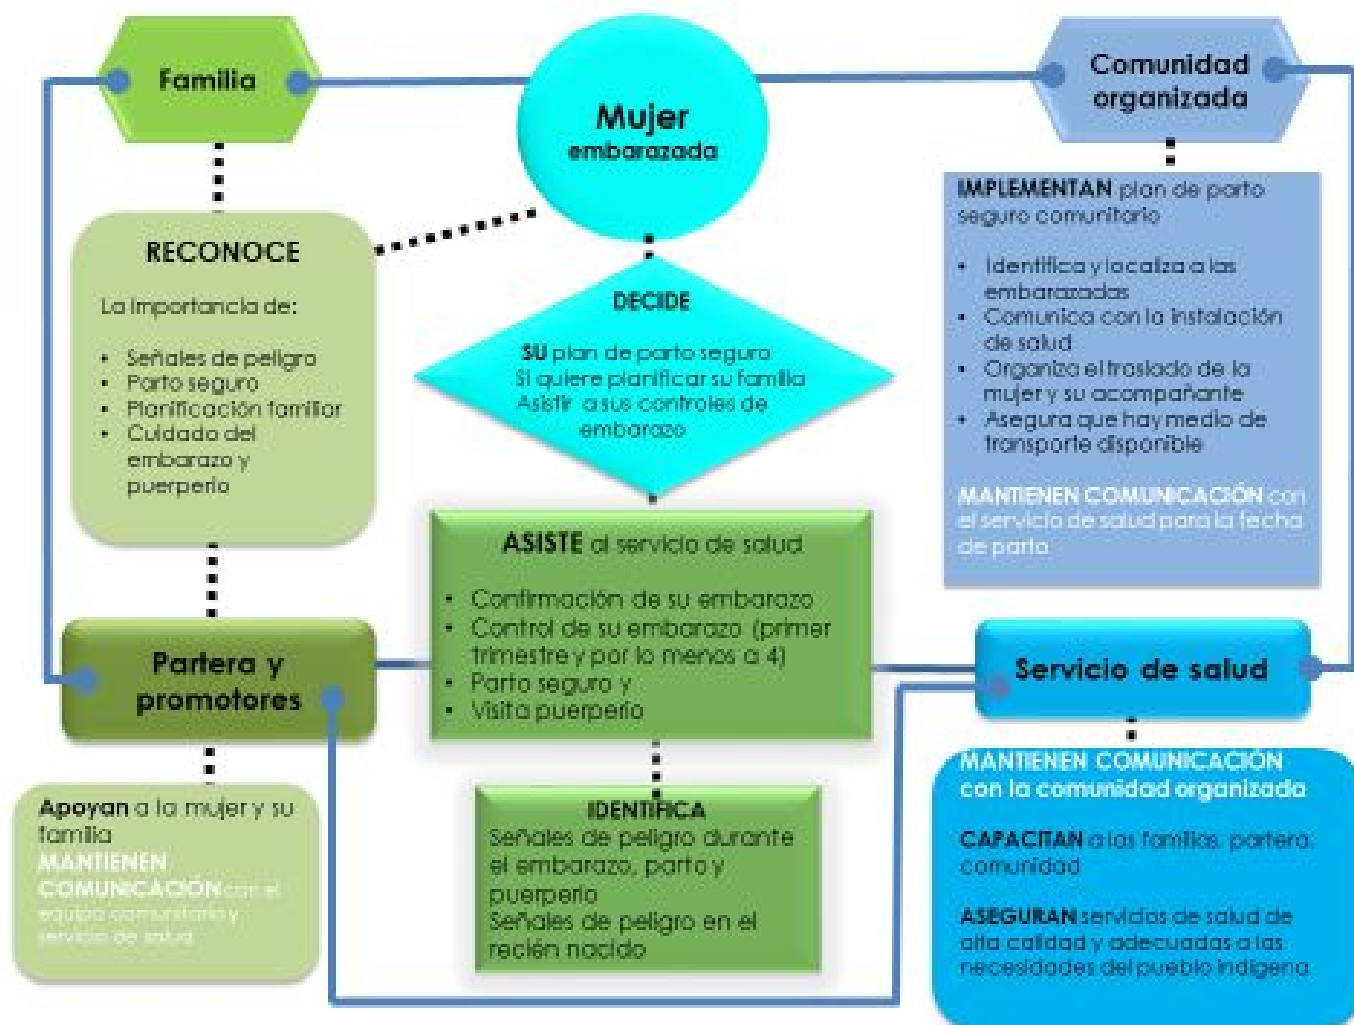 Familia
Mujer
embarazada
Comunidad
organizada
RECONOCE
La importancia de:
• Señales de peligro
• Parto seguro
• Planificación familiar
• Cuidado del
embarazo y
puerperio
DECIDE
SU plan de parto seguro
Si quiere planificar su familia
Asistir a sus controles de
embarazo
IMPLEMENTAN plan de parto
seguro comunitario
• Identifica y localiza a las
embarazadas
• Comunica con la instalación
de salud
• Organiza el traslado de la
mujer y su acompañante
• Asegura que hay medio de
transporte disponible
MANTIENEN COMUNICACIÓN con
el servicio de salud para la fecha
de parto
ASISTE al servicio de salud
• Confirmación de su embarazo
• Control de su embarazo (primer
trimestre y por lo menos a 4)
• Parto seguro y
• Visita puerperio
Partera y
promotores
Servicio de salud
Apoyan a la mujer y su
familia
MANTIENEN
COMUNICACIÓN con el
equipo comunitario y
servicio de salud
IDENTIFICA
Señales de peligro durante
el embarazo, parto y
puerperio
Señales de peligro en el
recién nacido
MANTIENEN COMUNICACIÓN
con la comunidad organizada
CAPACITAN a las familias, partera,
comunidad
ASEGURAN servicios de salud de
alta calidad y adecuadas a las
necesidades del pueblo indígena